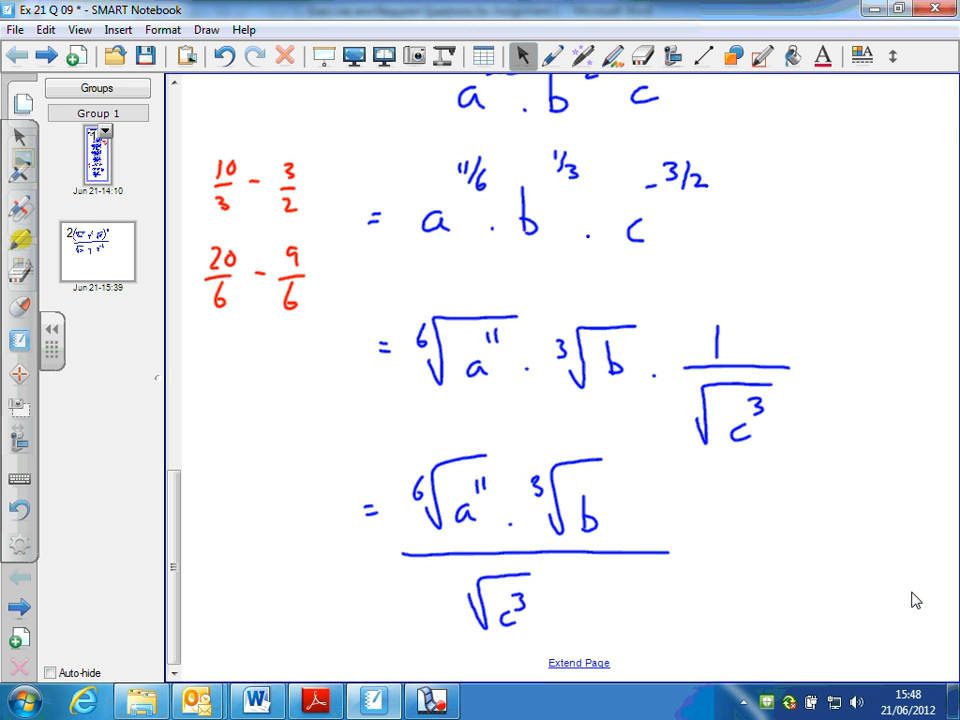 Ex 21 Q 09 * - SMART Notebook
File Edit View Insert Format Draw Help
Groups
Group 1
Jun 21-14:10
Jun 21-15:39
a . b c
10/3 - 3/2
= a^11/6 . b^1/3 . c^-3/2
20/6 - 9/6
= ⁶√a^11 . ³√b . 1/√c³
= ⁶√a^11 . ³√b / √c³
Extend Page
Auto-hide
15:48
21/06/2012